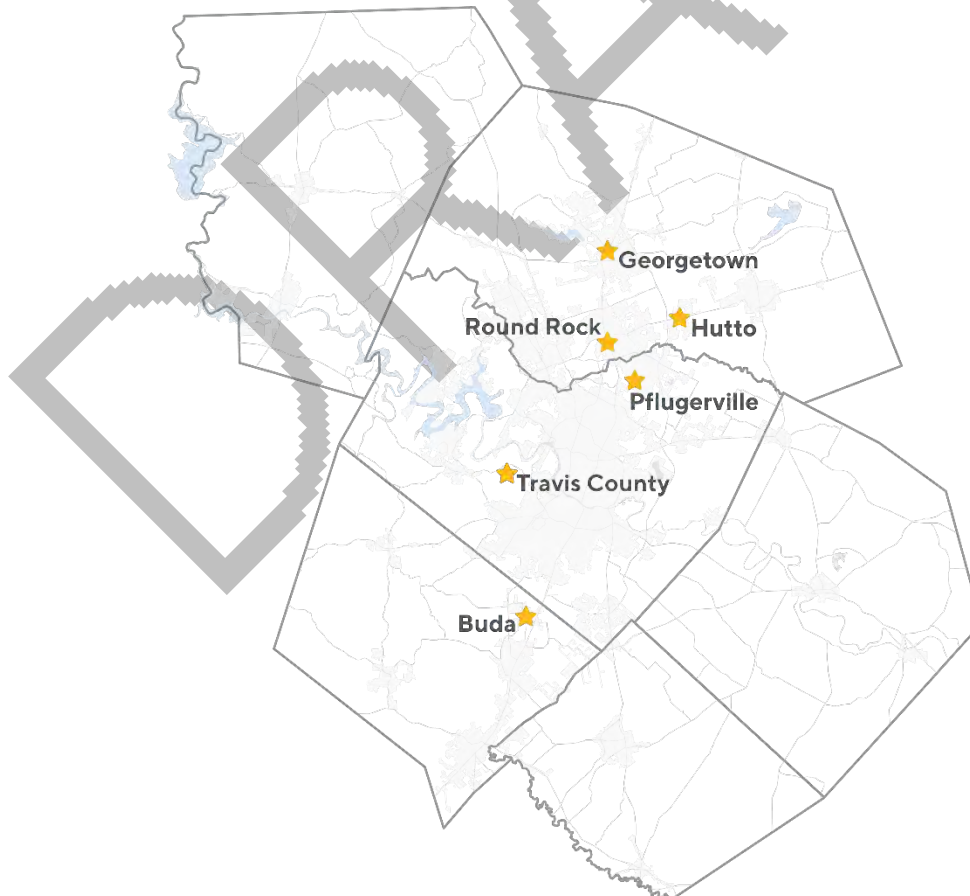 Georgetown
Round Rock
Hutto
Pflugerville
Travis County
Buda